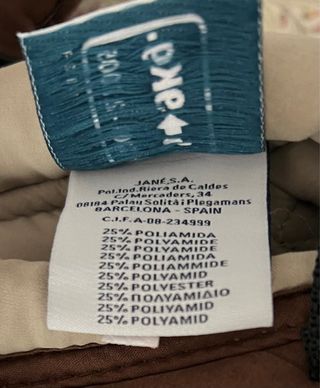 JANÉ,S.A.
Pol.Ind.Riera de Caldes
C/ Mercaders, 34
08184 Palau Solità i Plegamans
BARCELONA - SPAIN
C.I.F. A-08-234999
25% POLIAMIDA
25% POLYAMIDE
25% POLYAMIDE
25% POLIAMIDA
25% POLIAMMIDE
25% POLYAMID
25% POLYESTER
25% ΠΟΛΥΑΜΙΔΙΟ
25% POLIYAMID
25% POLYAMID